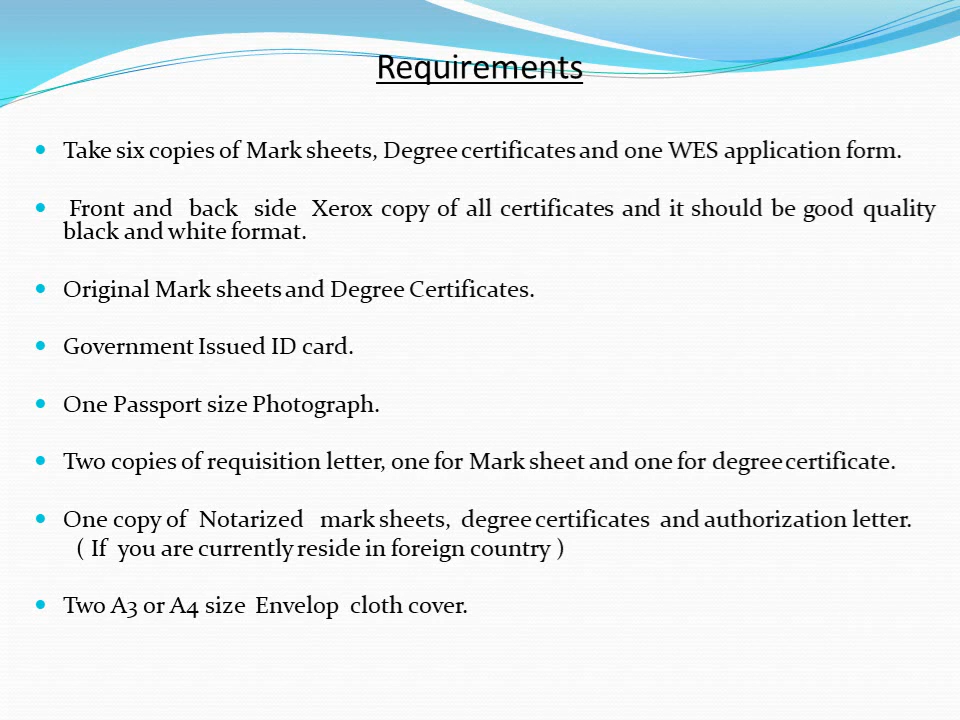 Requirements
Take six copies of Mark sheets, Degree certificates and one WES application form.
Front and back side Xerox copy of all certificates and it should be good quality
black and white format.
Original Mark sheets and Degree Certificates.
Government Issued ID card.
One Passport size Photograph.
Two copies of requisition letter, one for Mark sheet and one for degree certificate.
One copy of Notarized mark sheets, degree certificates and authorization letter.
( If you are currently reside in foreign country )
Two A3 or A4 size Envelop cloth cover.